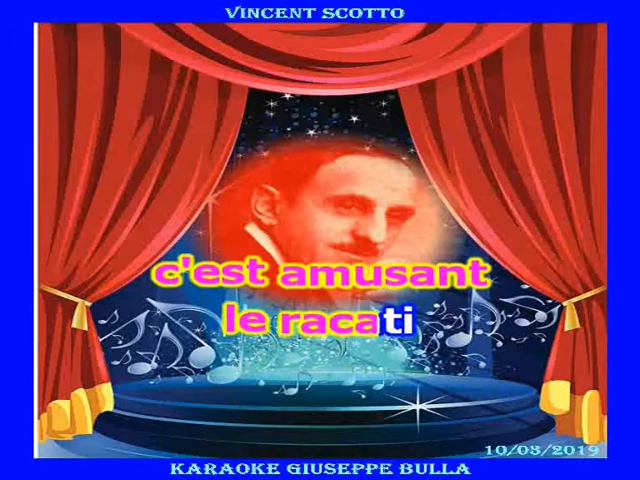 VINCENT SCOTTO
c'est amusant
le racati
10/03/2019
KARAOKE GIUSEPPE BULLA